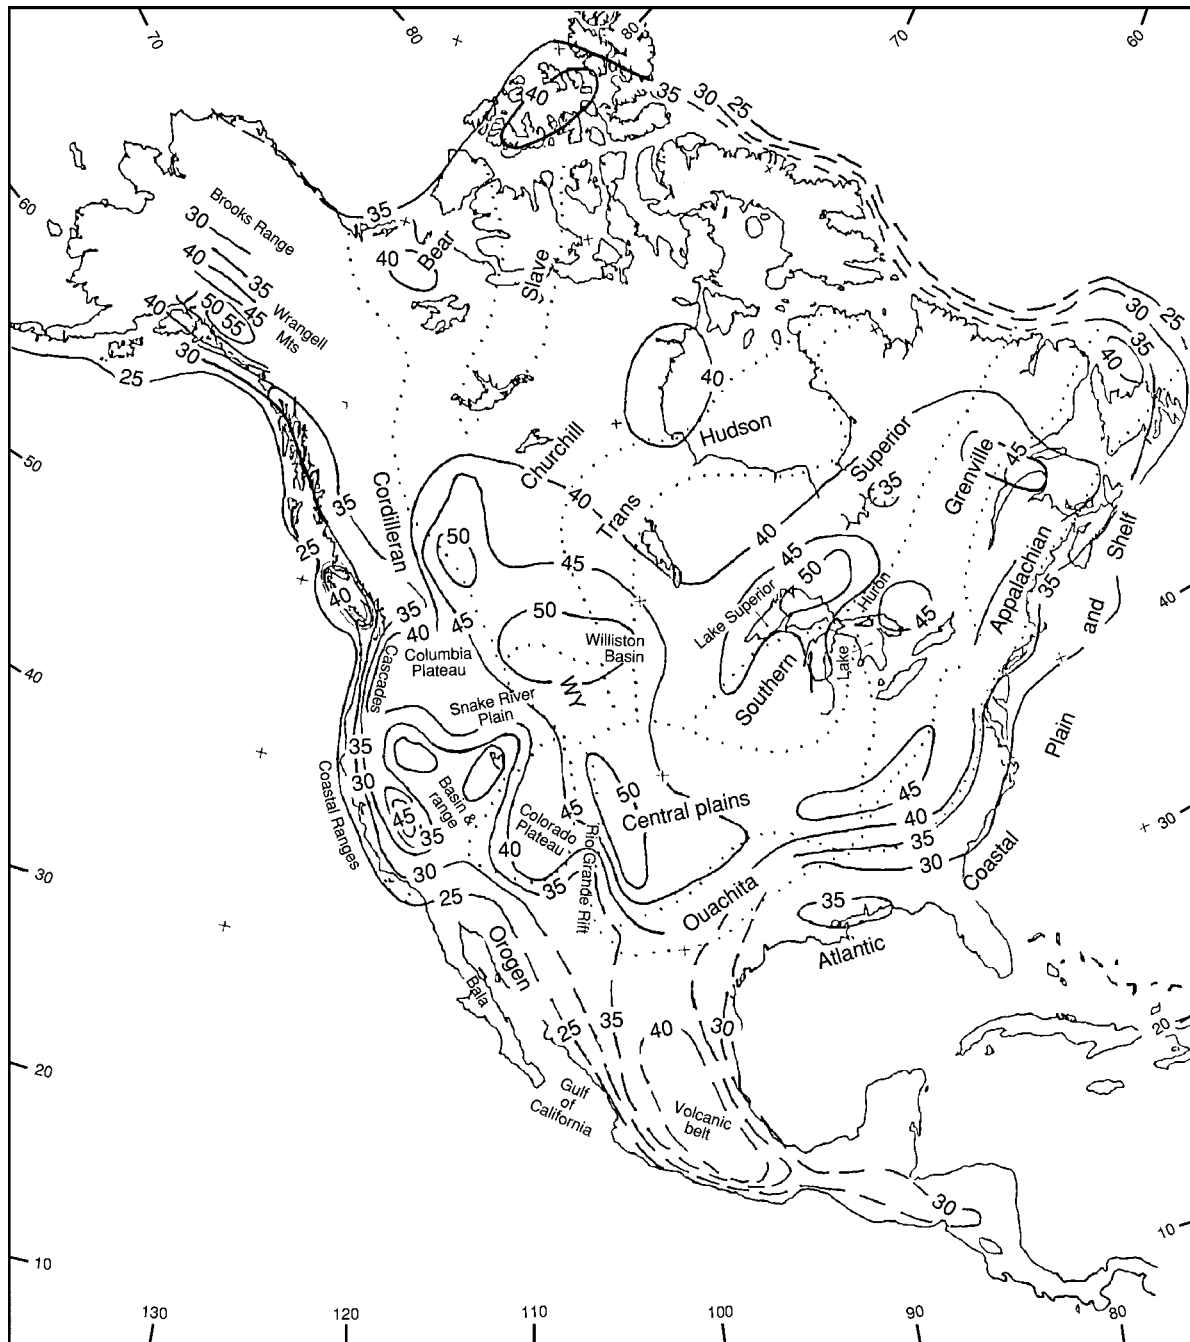 70
80
80
70
60
40
35
30
25
60
Brooks Range
30
35
40
Bear
40
35
40
50
45
55
Wrangell
Mts
Slave
30
25
30
25
35
40
40
25
50
35
25
40
Cordilleran
Churchill
Trans
Hudson
Superior
Grenville
45
35
40
40
45
50
50
45
Appalachian
Shelf
and
Plain
35
40
35
40
45
50
Williston
Basin
Lake Superior
Huron
Lake
45
Southern
Columbia
Plateau
Cascades
Snake River
Plain
WY
40
35
30
Coastal Ranges
45
35
Basin &
range
Colorado
Plateau
45
50
Central plains
45
40
35
30
Coastal
30
30
30
25
40
35
Rio Grande Rift
Ouachita
35
Atlantic
Orogen
Baia
25
35
40
30
20
20
Gulf
of
California
Volcanic
belt
30
10
10
130
120
110
100
90
80